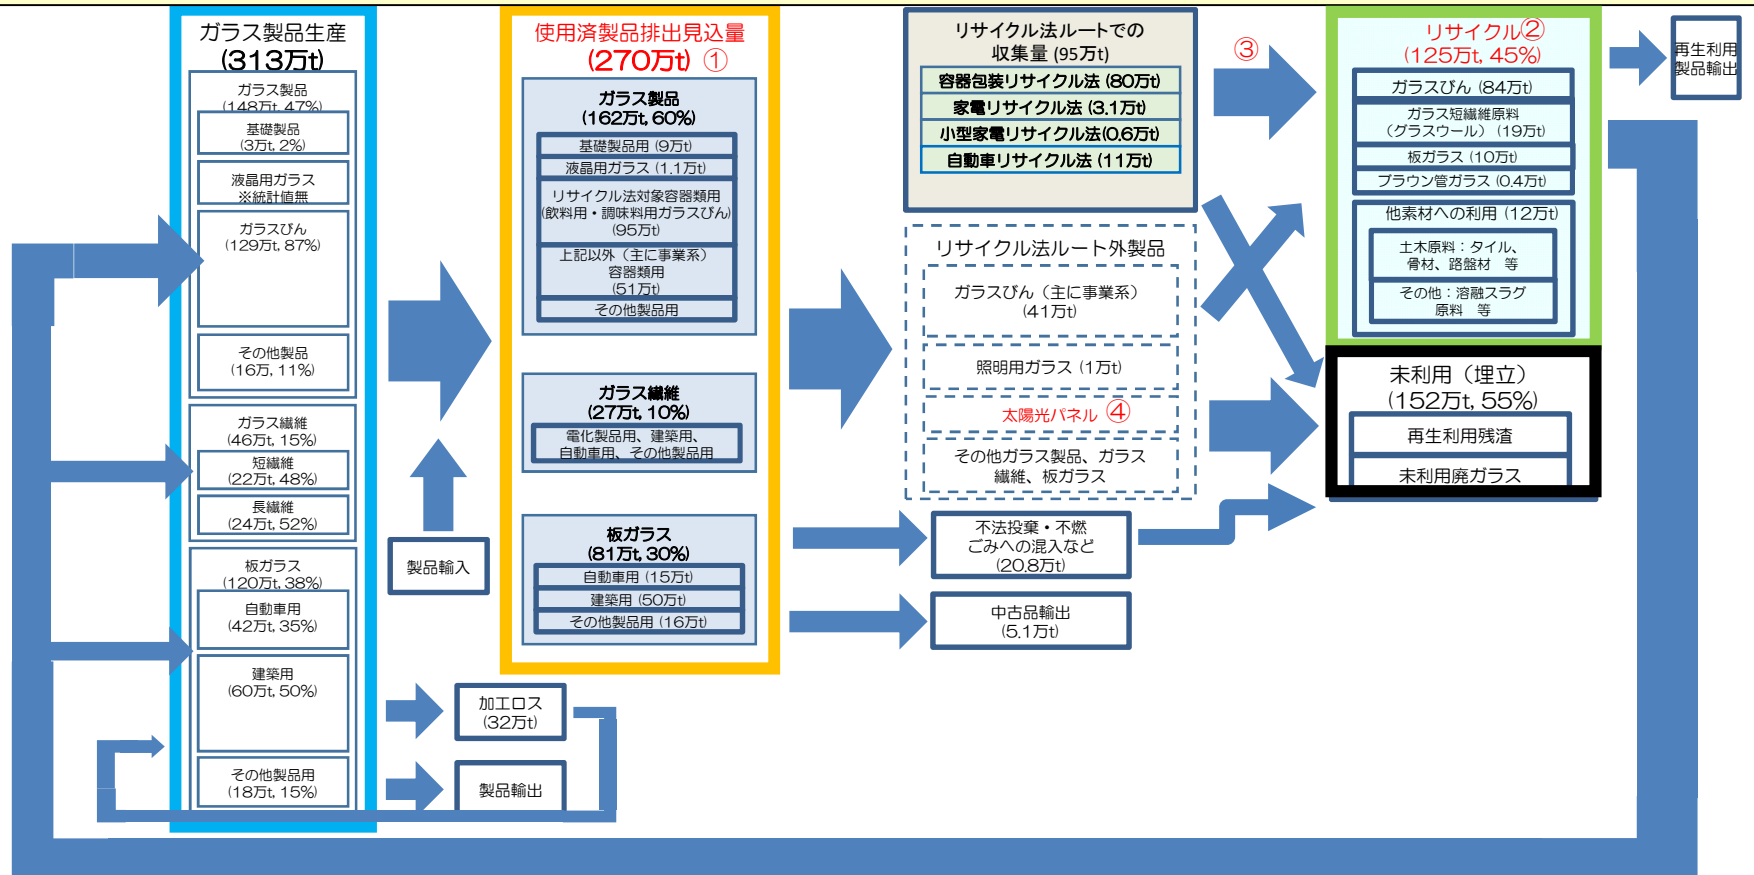 ガラス製品生産
(313万t)
ガラス製品
(148万t, 47%)
基礎製品
(3万t, 2%)
液晶用ガラス
※統計値無
ガラスびん
(129万t, 87%)
その他製品
(16万, 11%)
ガラス繊維
(46万t, 15%)
短繊維
(22万t, 48%)
長繊維
(24万t, 52%)
板ガラス
(120万t, 38%)
自動車用
(42万t, 35%)
建築用
(60万t, 50%)
その他製品用
(18万t, 15%)
製品輸入
加工ロス
(32万t)
製品輸出
使用済製品排出見込量
(270万t) ①
ガラス製品
(162万t, 60%)
基礎製品用 (9万t)
液晶用ガラス (1.1万t)
リサイクル法対象容器類用
(飲料用・調味料用ガラスびん)
(95万t)
上記以外（主に事業系）
容器類用
(51万t)
その他製品用
ガラス繊維
(27万t, 10%)
電化製品用、建築用、
自動車用、その他製品用
板ガラス
(81万t, 30%)
自動車用 (15万t)
建築用 (50万t)
その他製品用 (16万t)
リサイクル法ルートでの
収集量 (95万t)
容器包装リサイクル法 (80万t)
家電リサイクル法 (3.1万t)
小型家電リサイクル法(0.6万t)
自動車リサイクル法 (11万t)
リサイクル法ルート外製品
ガラスびん（主に事業系）
(41万t)
照明用ガラス (1万t)
太陽光パネル ④
その他ガラス製品、ガラス
繊維、板ガラス
不法投棄・不燃
ごみへの混入など
(20.8万t)
中古品輸出
(5.1万t)
③
リサイクル②
(125万t, 45%)
ガラスびん (84万t)
ガラス短繊維原料
（グラスウール） (19万t)
板ガラス (10万t)
ブラウン管ガラス (0.4万t)
他素材への利用 (12万t)
土木原料：タイル、
骨材、路盤材　等
その他：溶融スラグ
原料　等
未利用（埋立）
(152万t, 55%)
再生利用残渣
未利用廃ガラス
再生利用
製品輸出